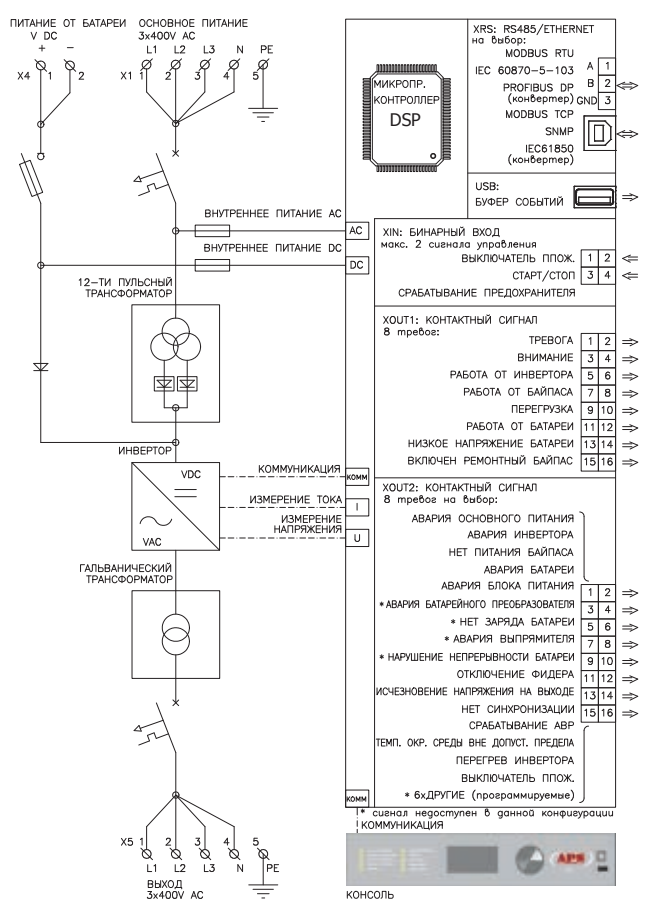 ПИТАНИЕ ОТ БАТАРЕИ
V DC
+ −
X4 1 2
ОСНОВНОЕ ПИТАНИЕ
3x400V AC
L1 L2 L3 N PE
X1 1 2 3 4 5
ВНУТРЕННЕЕ ПИТАНИЕ AC
ВНУТРЕННЕЕ ПИТАНИЕ DC
12−ТИ ПУЛЬСНЫЙ
ТРАНСФОРМАТОР
ИНВЕРТОР
VDC
VAC
КОММУНИКАЦИЯ
ИЗМЕРЕНИЕ ТОКА
ИЗМЕРЕНИЕ
НАПРЯЖЕНИЯ
ГАЛЬВАНИЧЕСКИЙ
ТРАНСФОРМАТОР
X5 1 2 3 4 5
L1 L2 L3 N PE
ВЫХОД
3x400V AC
МИКРОПР.
КОНТРОЛЛЕР
DSP
AC
DC
КОММ
I
U
КОММ
XRS: RS485/ETHERNET
на выбор:
MODBUS RTU
IEC 60870−5−103
PROFIBUS DP
(конвертер)
A 1
B 2
GND 3
MODBUS TCP
SNMP
IEC61850
(конвертер)
USB:
БУФЕР СОБЫТИЙ
XIN: БИНАРНЫЙ ВХОД
макс. 2 сигнала управления
ВЫКЛЮЧАТЕЛЬ ППОЖ. 1 2
СТАРТ/СТОП 3 4
СРАБАТЫВАНИЕ ПРЕДОХРАНИТЕЛЯ
XOUT1: КОНТАКТНЫЙ СИГНАЛ
8 тревог:
ТРЕВОГА 1 2
ВНИМАНИЕ 3 4
РАБОТА ОТ ИНВЕРТОРА 5 6
РАБОТА ОТ БАЙПАСА 7 8
ПЕРЕГРУЗКА 9 10
РАБОТА ОТ БАТАРЕИ 11 12
НИЗКОЕ НАПРЯЖЕНИЕ БАТАРЕИ 13 14
ВКЛЮЧЕН РЕМОНТНЫЙ БАЙПАС 15 16
XOUT2: КОНТАКТНЫЙ СИГНАЛ
8 тревог на выбор:
АВАРИЯ ОСНОВНОГО ПИТАНИЯ
АВАРИЯ ИНВЕРТОРА
НЕТ ПИТАНИЯ БАЙПАСА
АВАРИЯ БАТАРЕИ
АВАРИЯ БЛОКА ПИТАНИЯ 1 2
* АВАРИЯ БАТАРЕЙНОГО ПРЕОБРАЗОВАТЕЛЯ 3 4
* НЕТ ЗАРЯДА БАТАРЕИ 5 6
* АВАРИЯ ВЫПРЯМИТЕЛЯ 7 8
* НАРУШЕНИЕ НЕПРЕРЫВНОСТИ БАТАРЕИ 9 10
ОТКЛЮЧЕНИЕ ФИДЕРА 11 12
ИСЧЕЗНОВЕНИЕ НАПРЯЖЕНИЯ НА ВЫХОДЕ 13 14
НЕТ СИНХРОНИЗАЦИИ 15 16
СРАБАТЫВАНИЕ АВР
ТЕМП. ОКР. СРЕДЫ ВНЕ ДОПУСТ. ПРЕДЕЛА
ПЕРЕГРЕВ ИНВЕРТОРА
ВЫКЛЮЧАТЕЛЬ ППОЖ.
* 6xДРУГИЕ (программируемые)
* сигнал недоступен в данной конфигурации
КОММУНИКАЦИЯ
APS
КОНСОЛЬ